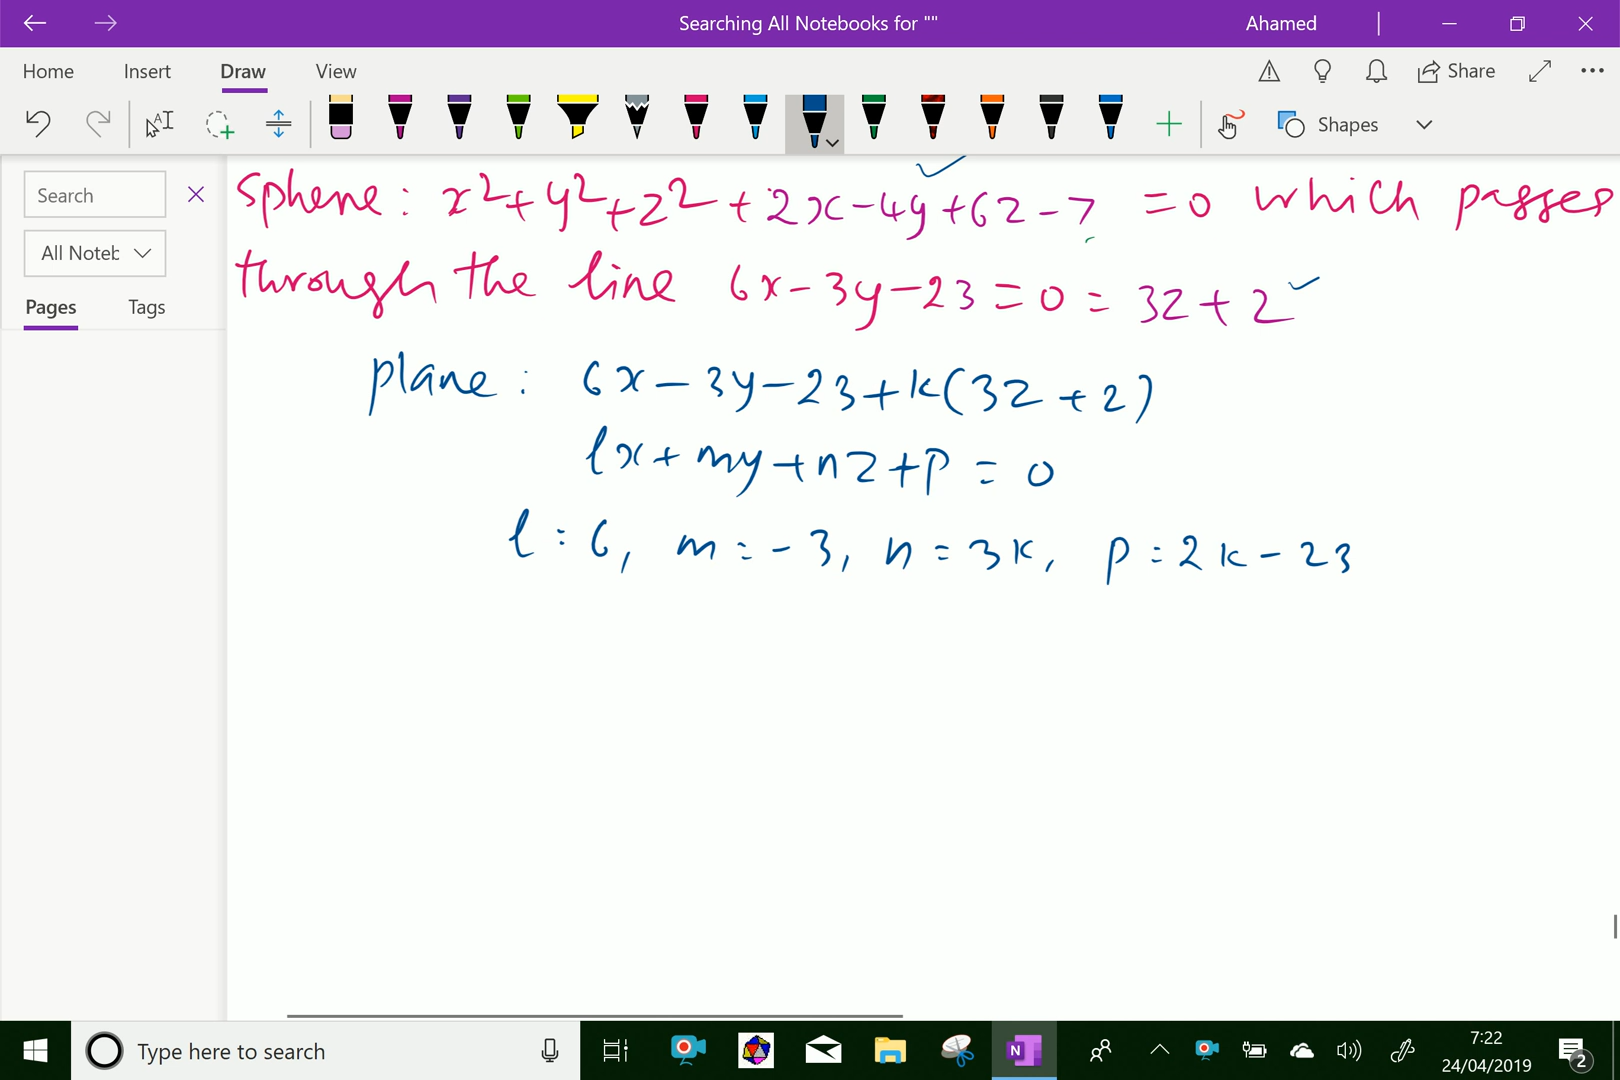 Searching All Notebooks for ""
Ahamed
Home Insert Draw View
Share
Shapes
Search
All Noteb
Pages Tags
Sphere: x²+y²+z²+2x-4y+6z-7 =0 which passes
through the line 6x-3y-23=0=3z+2
plane: 6x-3y-23+k(3z+2)
lx+my+nz+p=0
l=6, m=-3, n=3k, p=2k-23
Type here to search
N
7:22
24/04/2019
2